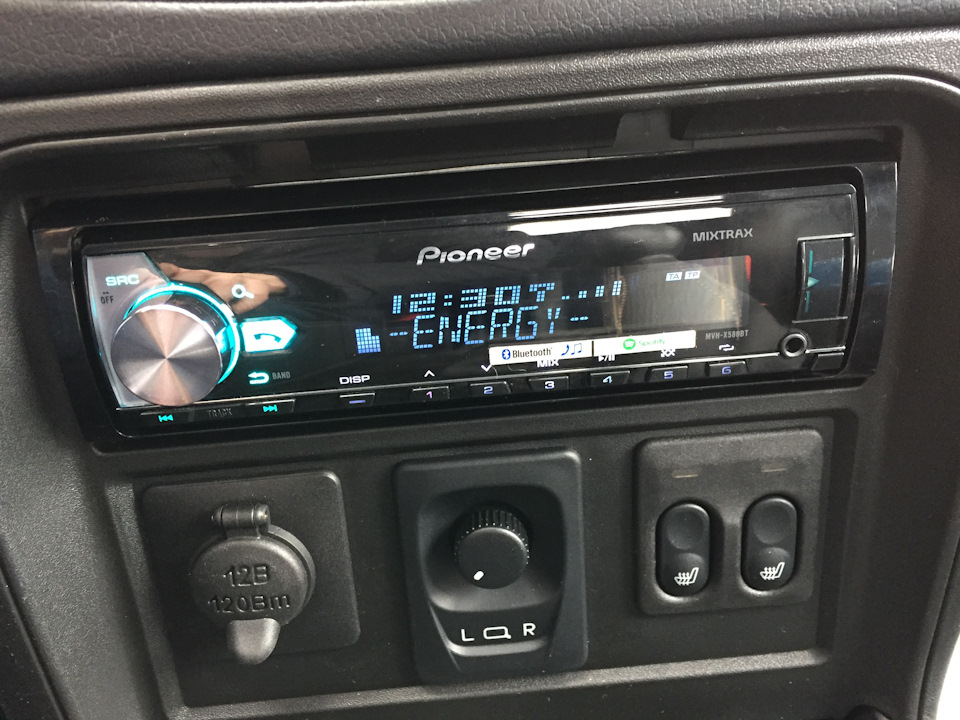 Pioneer
MIXTRAX
SRC
OFF
TA TP
12:30
-ENERGY-
MVH-X580BT
Bluetooth
Spotify
BAND
DISP
MIX
1 2 3 4 5 6
TRACK
12В
120Вт
L R